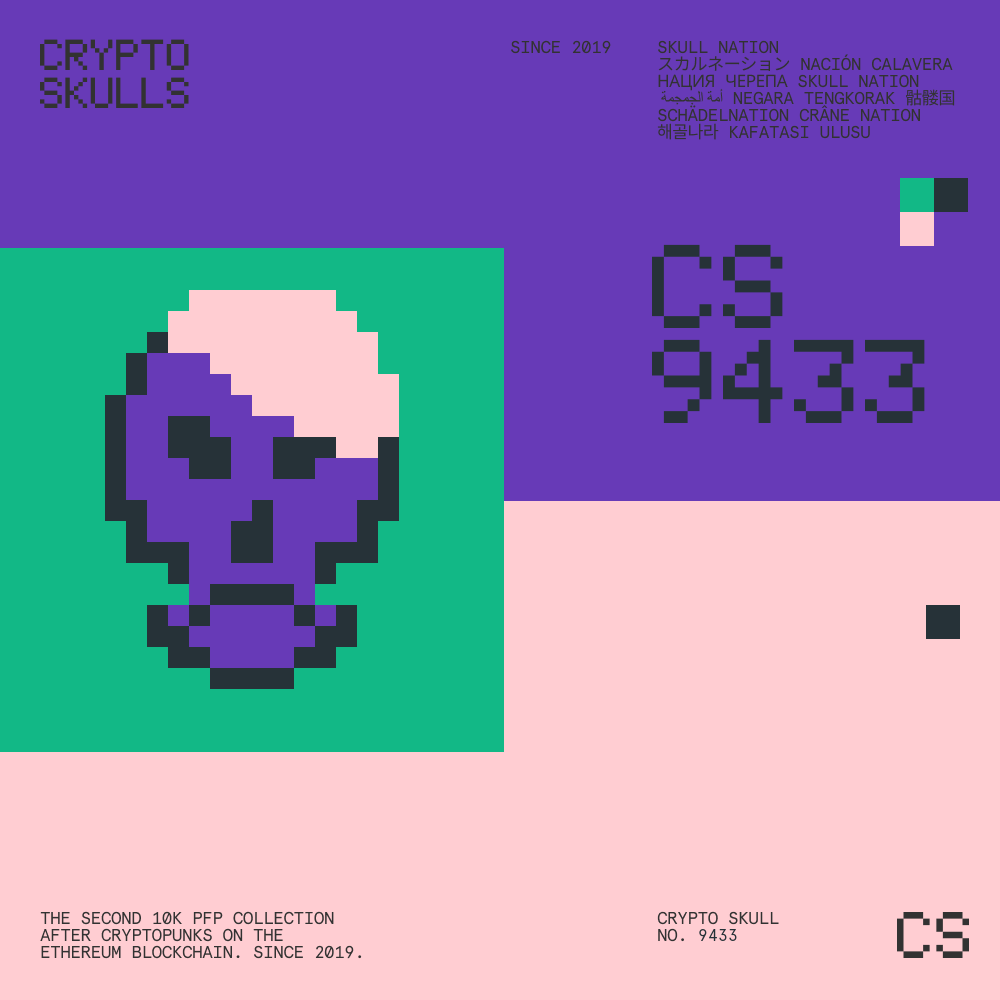 CRYPTO
SKULLS
SINCE 2019
SKULL NATION
スカルネーション NACIÓN CALAVERA
НАЦИЯ ЧЕРЕПА SKULL NATION
أمة الجمجمة NEGARA TENGKORAK 骷髅国
SCHÄDELNATION CRÂNE NATION
해골나라 KAFATASI ULUSU
CS
9433
THE SECOND 10K PFP COLLECTION
AFTER CRYPTOPUNKS ON THE
ETHEREUM BLOCKCHAIN. SINCE 2019.
CRYPTO SKULL
NO. 9433
CS